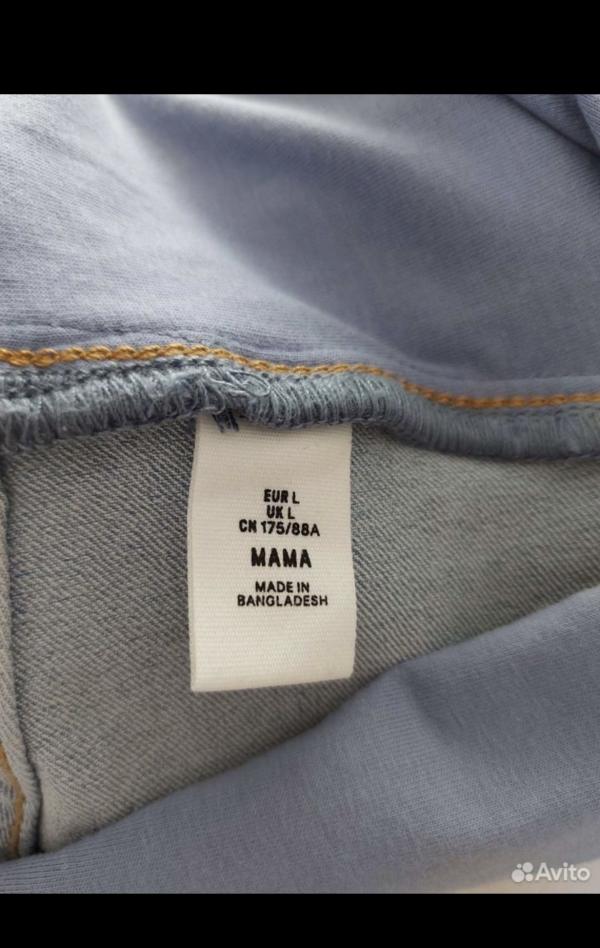 EUR L
UK L
CN 175/88A
MAMA
MADE IN
BANGLADESH
Avito